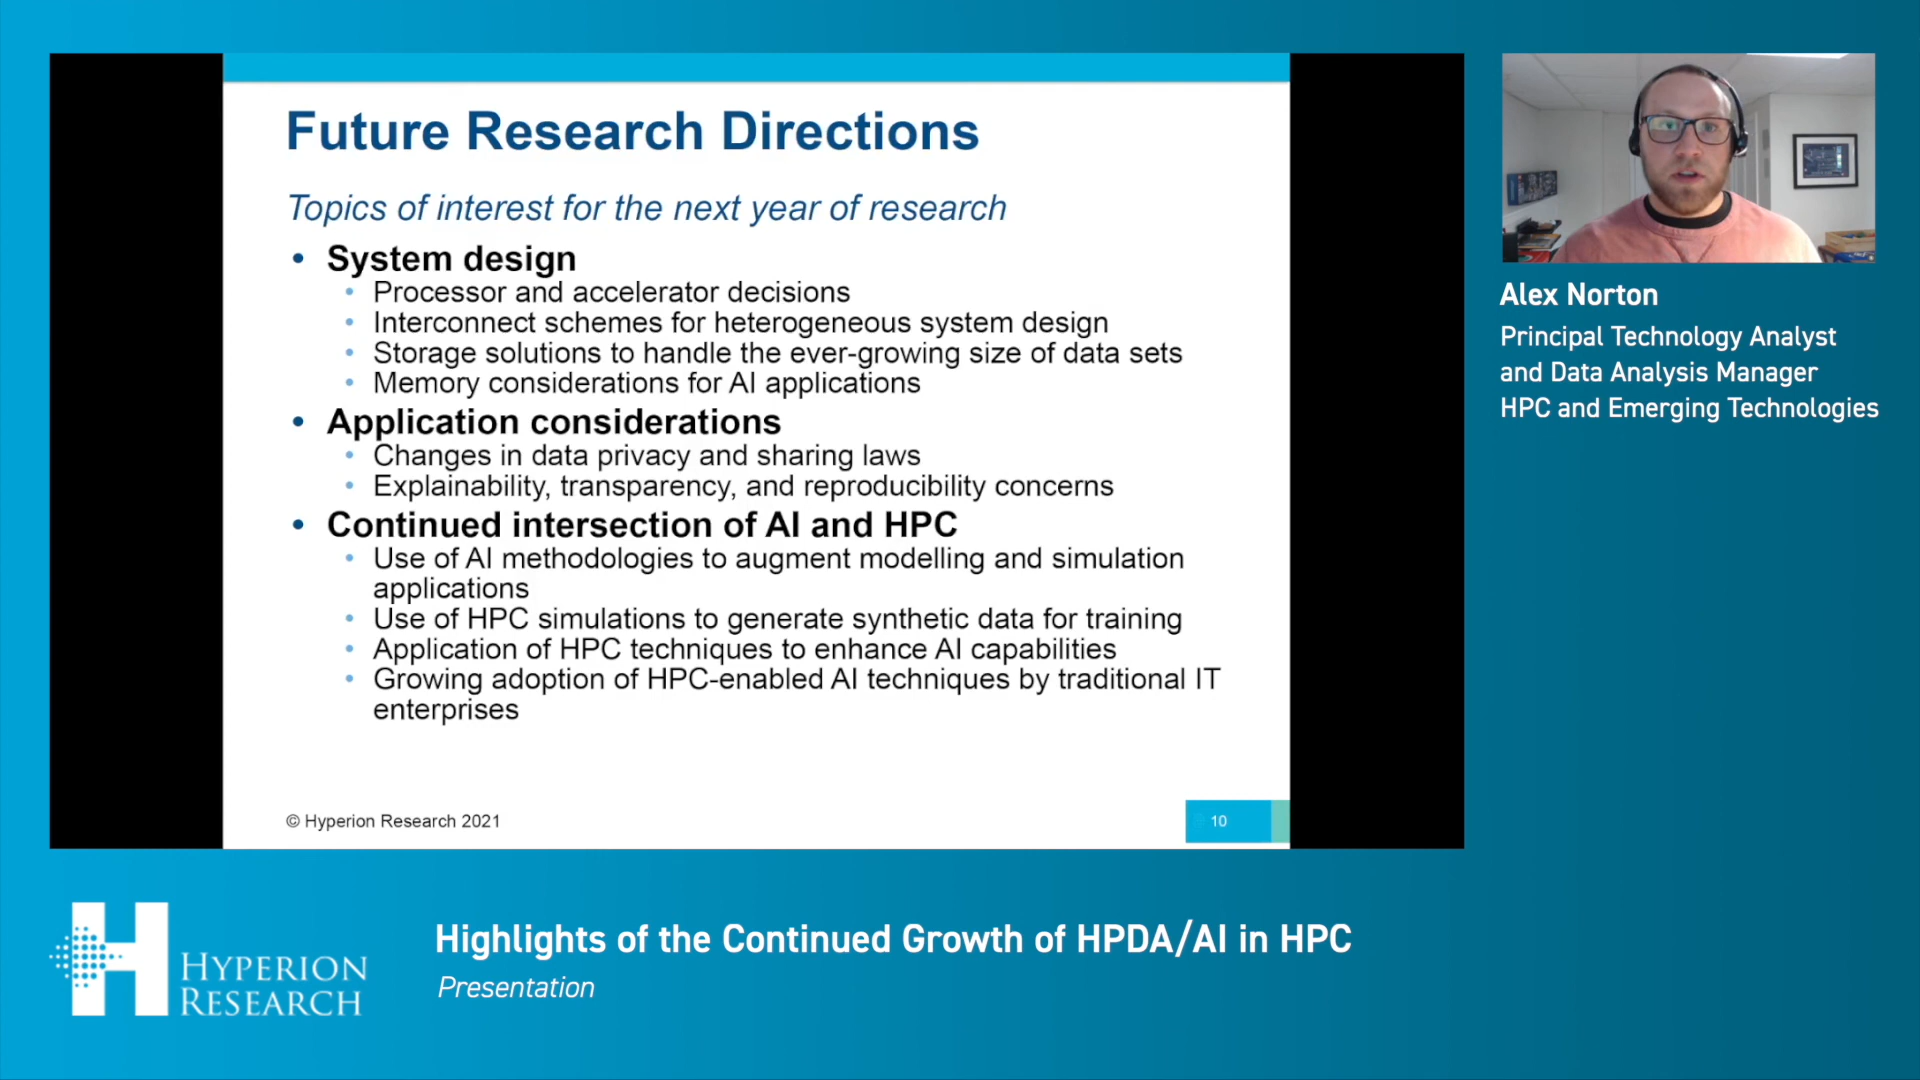 Future Research Directions
Topics of interest for the next year of research
• System design
• Processor and accelerator decisions
• Interconnect schemes for heterogeneous system design
• Storage solutions to handle the ever-growing size of data sets
• Memory considerations for AI applications
• Application considerations
• Changes in data privacy and sharing laws
• Explainability, transparency, and reproducibility concerns
• Continued intersection of AI and HPC
• Use of AI methodologies to augment modelling and simulation
applications
• Use of HPC simulations to generate synthetic data for training
• Application of HPC techniques to enhance AI capabilities
• Growing adoption of HPC-enabled AI techniques by traditional IT
enterprises
© Hyperion Research 2021
10
Alex Norton
Principal Technology Analyst
and Data Analysis Manager
HPC and Emerging Technologies
HYPERION
RESEARCH
Highlights of the Continued Growth of HPDA/AI in HPC
Presentation